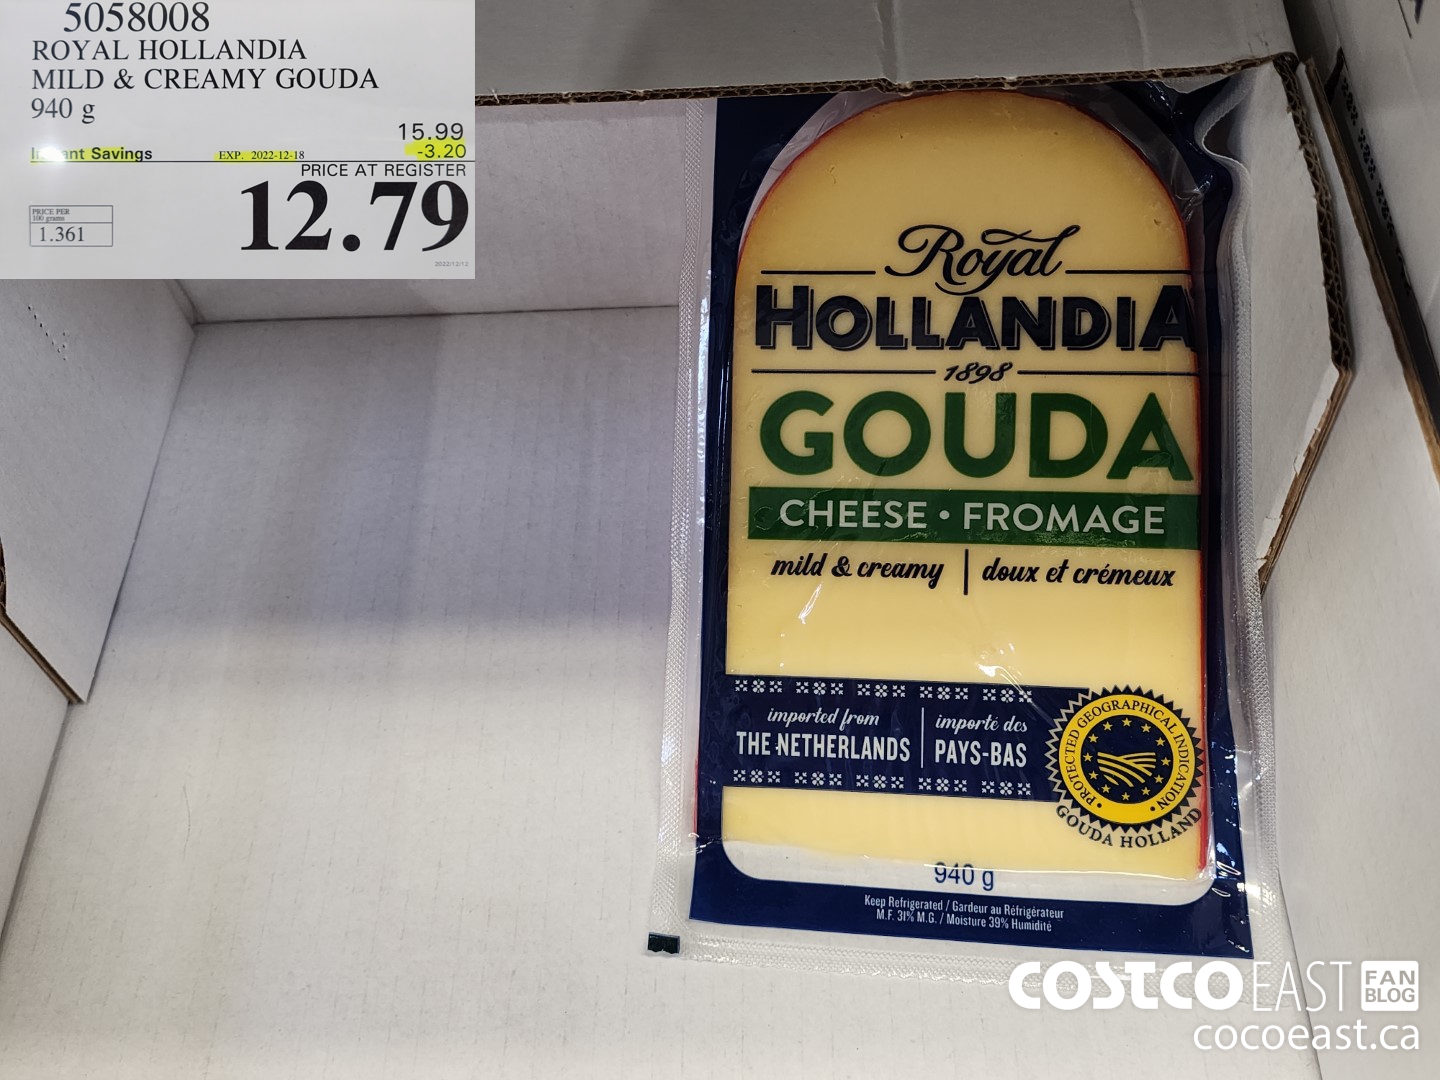 5058008
ROYAL HOLLANDIA
MILD & CREAMY GOUDA
940 g
15.99
Savings EXP. 2022-12-18 -3.20
PRICE AT REGISTER
12.79
PRICE PER
100 grams
1.361
2022/12/12
Royal
HOLLANDIA
1898
GOUDA
CHEESE • FROMAGE
mild & creamy | doux et crémeux
imported from | importé des
THE NETHERLANDS | PAYS-BAS
PROTECTED GEOGRAPHICAL INDICATION
GOUDA HOLLAND
940 g
Keep Refrigerated / Gardeur au Réfrigérateur
M.F. 31% M.G. / Moisture 39% Humidité
COSTCO EAST FAN BLOG
cocoeast.ca